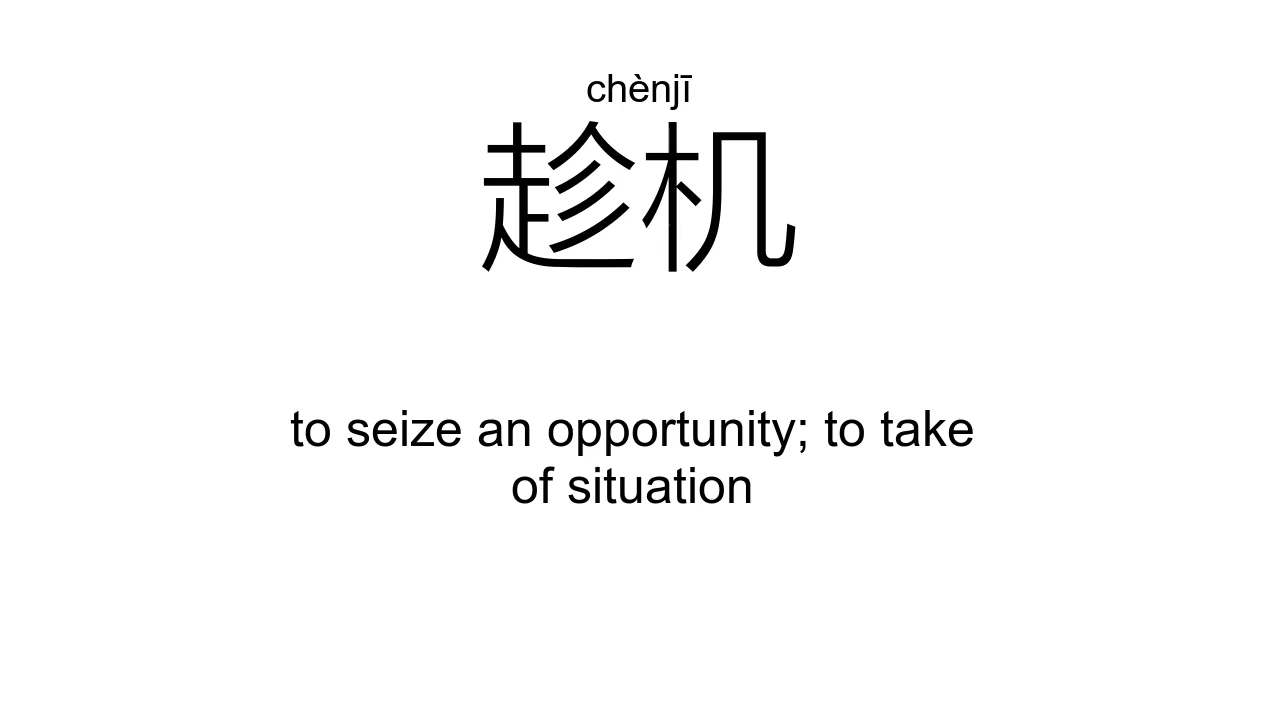 chènjī
趁机
to seize an opportunity; to take
of situation